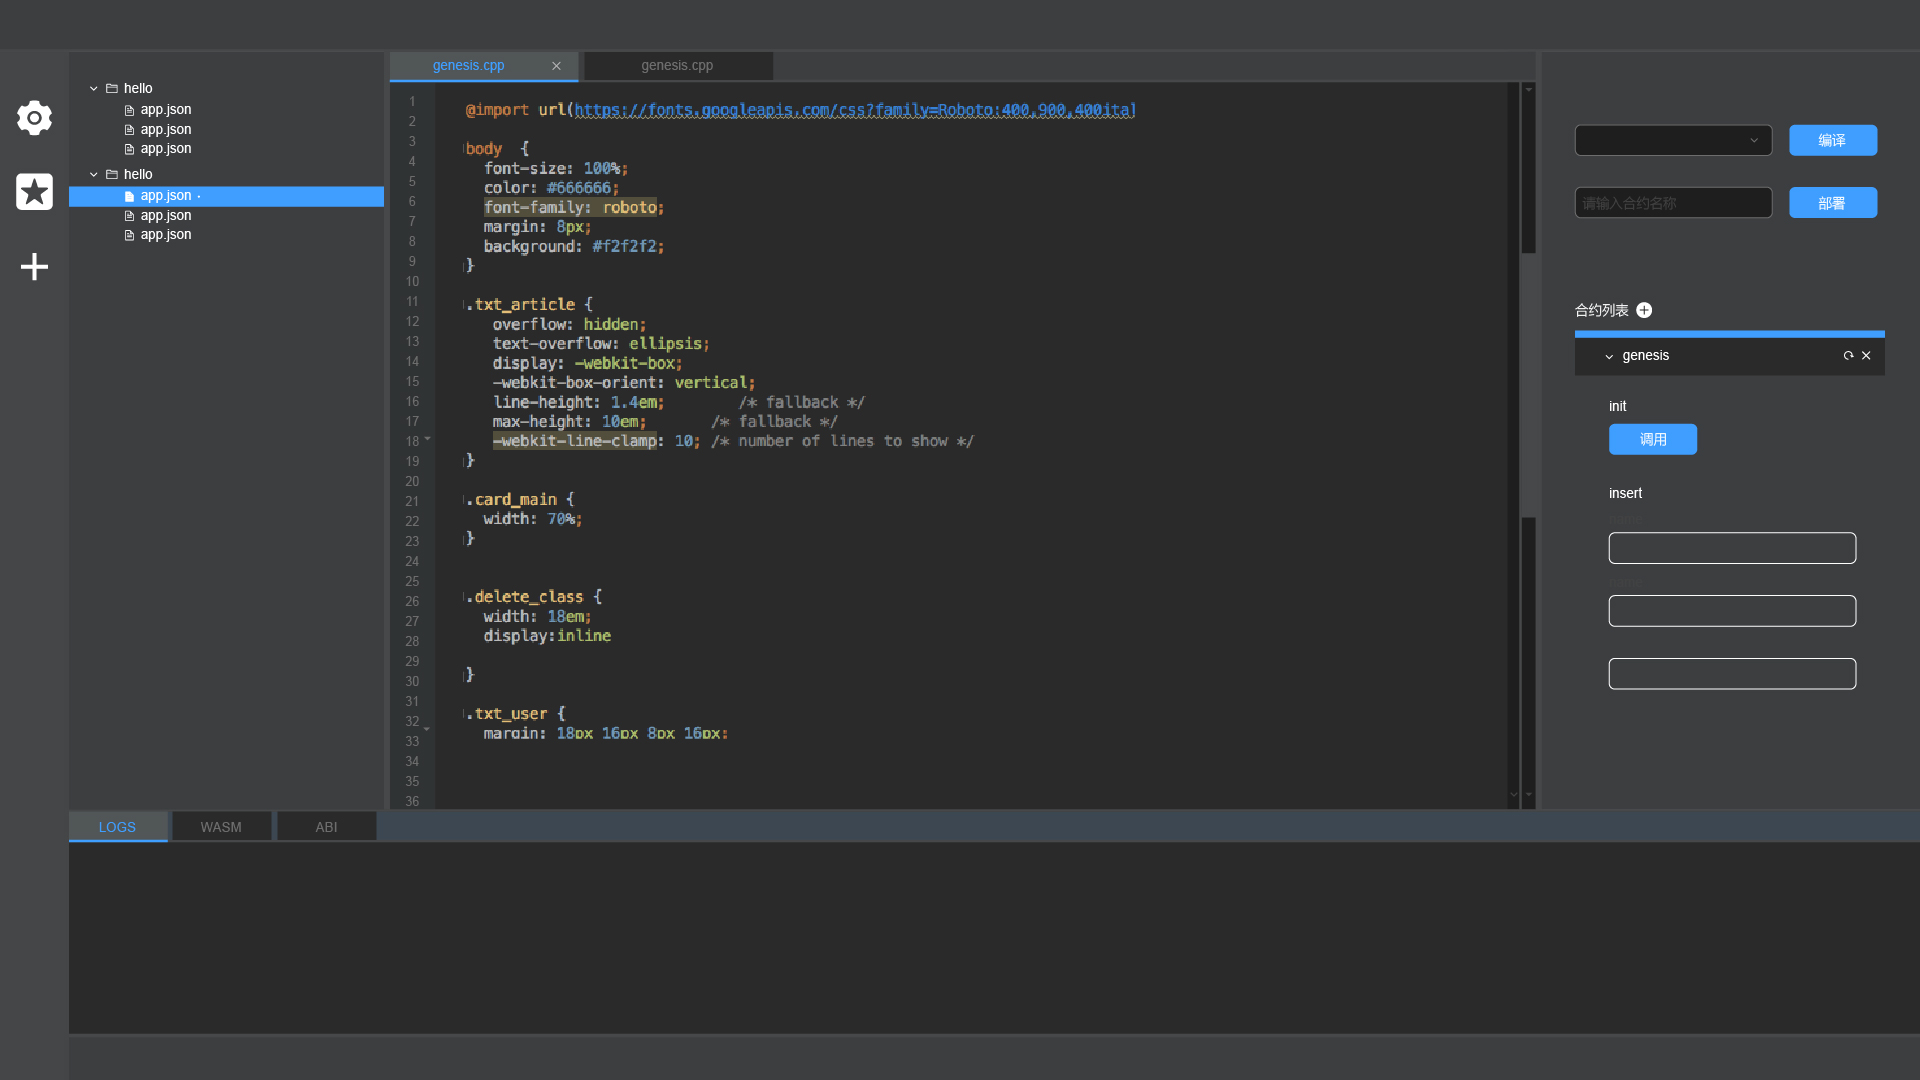 hello
app.json
app.json
app.json
hello
app.json ·
app.json
app.json
genesis.cpp
genesis.cpp
1
2
3
4
5
6
7
8
9
10
11
12
13
14
15
16
17
18
19
20
21
22
23
24
25
26
27
28
29
30
31
32
33
34
35
36
@import url(https://fonts.googleapis.com/css?family=Roboto:400,900,400ital
body {
font-size: 100%;
color: #666666;
font-family: roboto;
margin: 8px;
background: #f2f2f2;
}
.txt_article {
overflow: hidden;
text-overflow: ellipsis;
display: -webkit-box;
-webkit-box-orient: vertical;
line-height: 1.4em; /* fallback */
max-height: 10em; /* fallback */
-webkit-line-clamp: 10; /* number of lines to show */
}
.card_main {
width: 70%;
}
.delete_class {
width: 18em;
display:inline
}
.txt_user {
margin: 18px 16px 8px 16px;
编译
请输入合约名称
部署
合约列表
genesis
init
调用
insert
LOGS
WASM
ABI